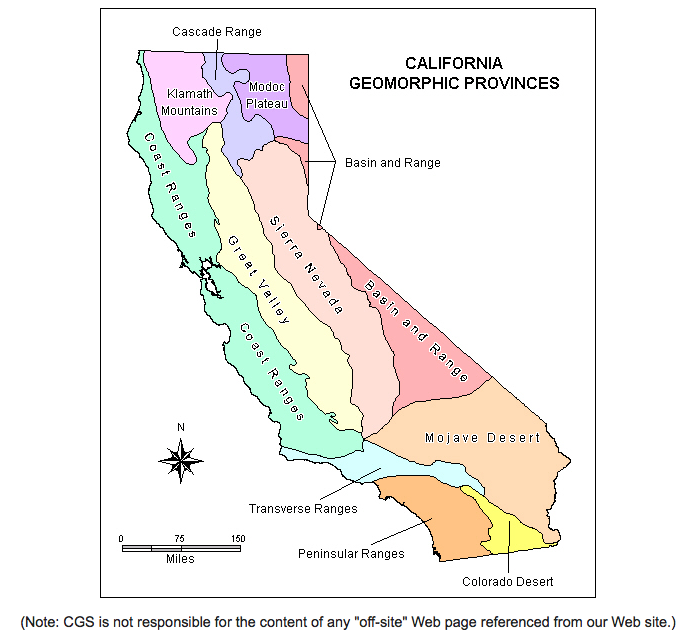 Cascade Range
CALIFORNIA
GEOMORPHIC PROVINCES
Klamath
Mountains
Modoc
Plateau
Coast Ranges
Basin and Range
Sierra Nevada
Great Valley
Basin and Range
Coast Ranges
Mojave Desert
N
Transverse Ranges
0 75 150
Miles
Peninsular Ranges
Colorado Desert
(Note: CGS is not responsible for the content of any "off-site" Web page referenced from our Web site.)